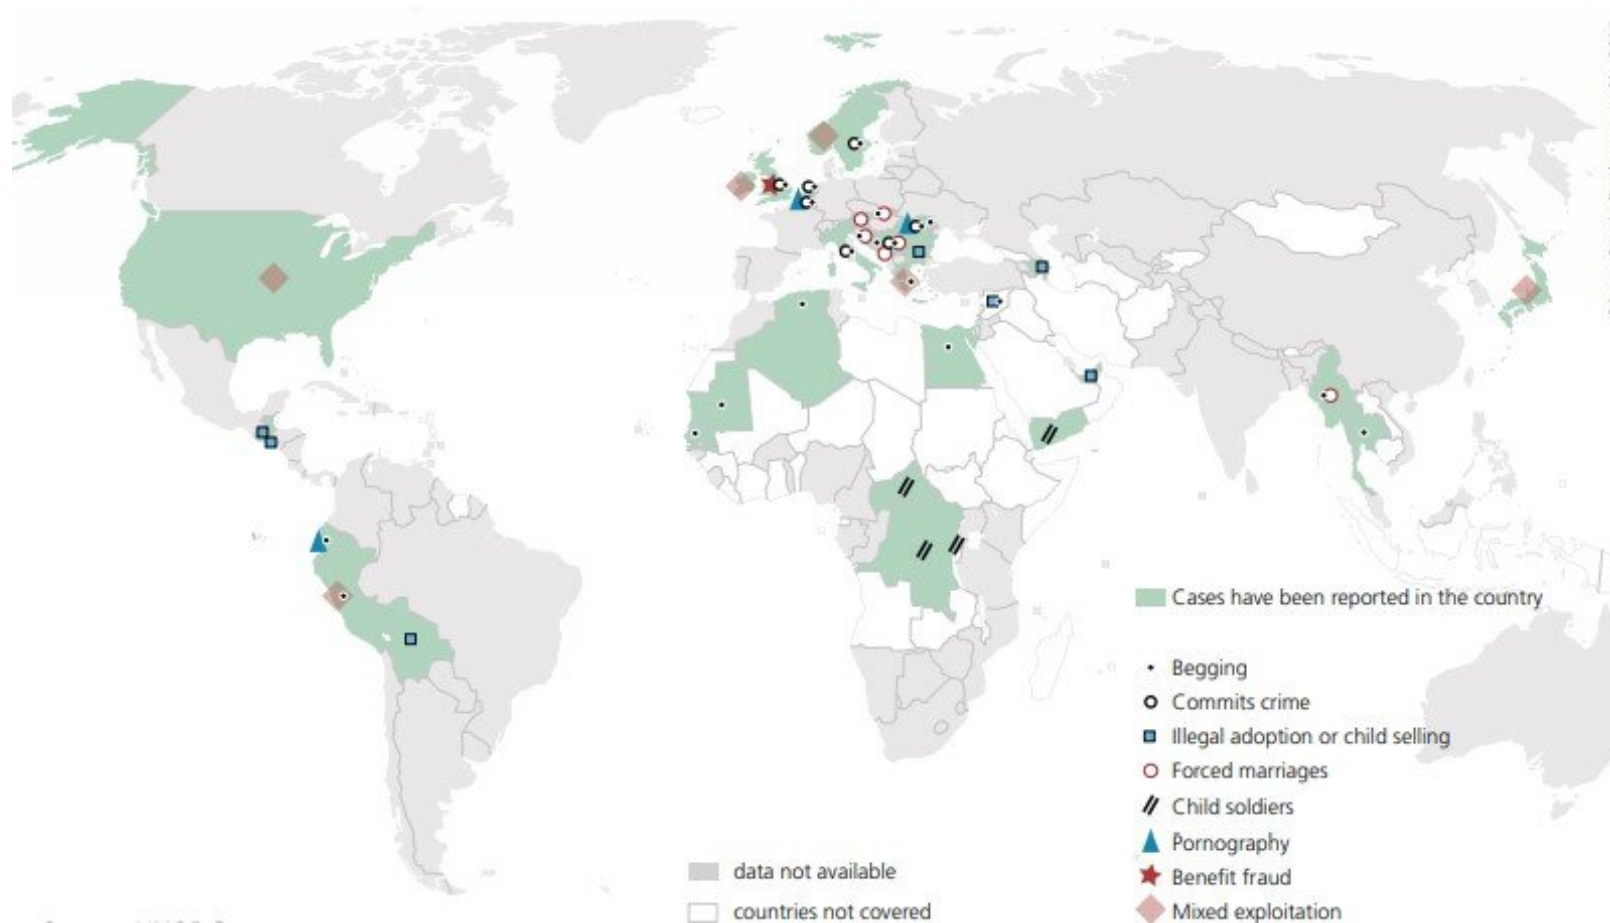 Cases have been reported in the country
Begging
Commits crime
Illegal adoption or child selling
Forced marriages
Child soldiers
Pornography
Benefit fraud
Mixed exploitation
data not available
countries not covered